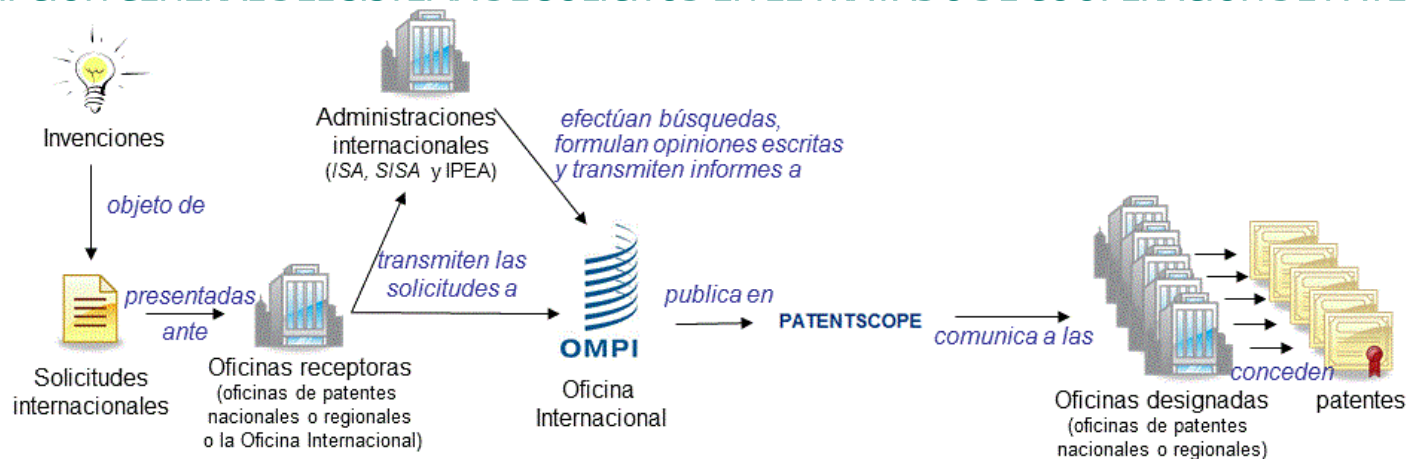 Invenciones
objeto de
Solicitudes
internacionales
presentadas
ante
Oficinas receptoras
(oficinas de patentes
nacionales o regionales
o la Oficina Internacional)
Administraciones
internacionales
(ISA, SISA y IPEA)
transmiten las
solicitudes a
efectúan búsquedas,
formulan opiniones escritas
y transmiten informes a
OMPI
Oficina
Internacional
publica en
PATENTSCOPE
comunica a las
Oficinas designadas
(oficinas de patentes
nacionales o regionales)
conceden
patentes